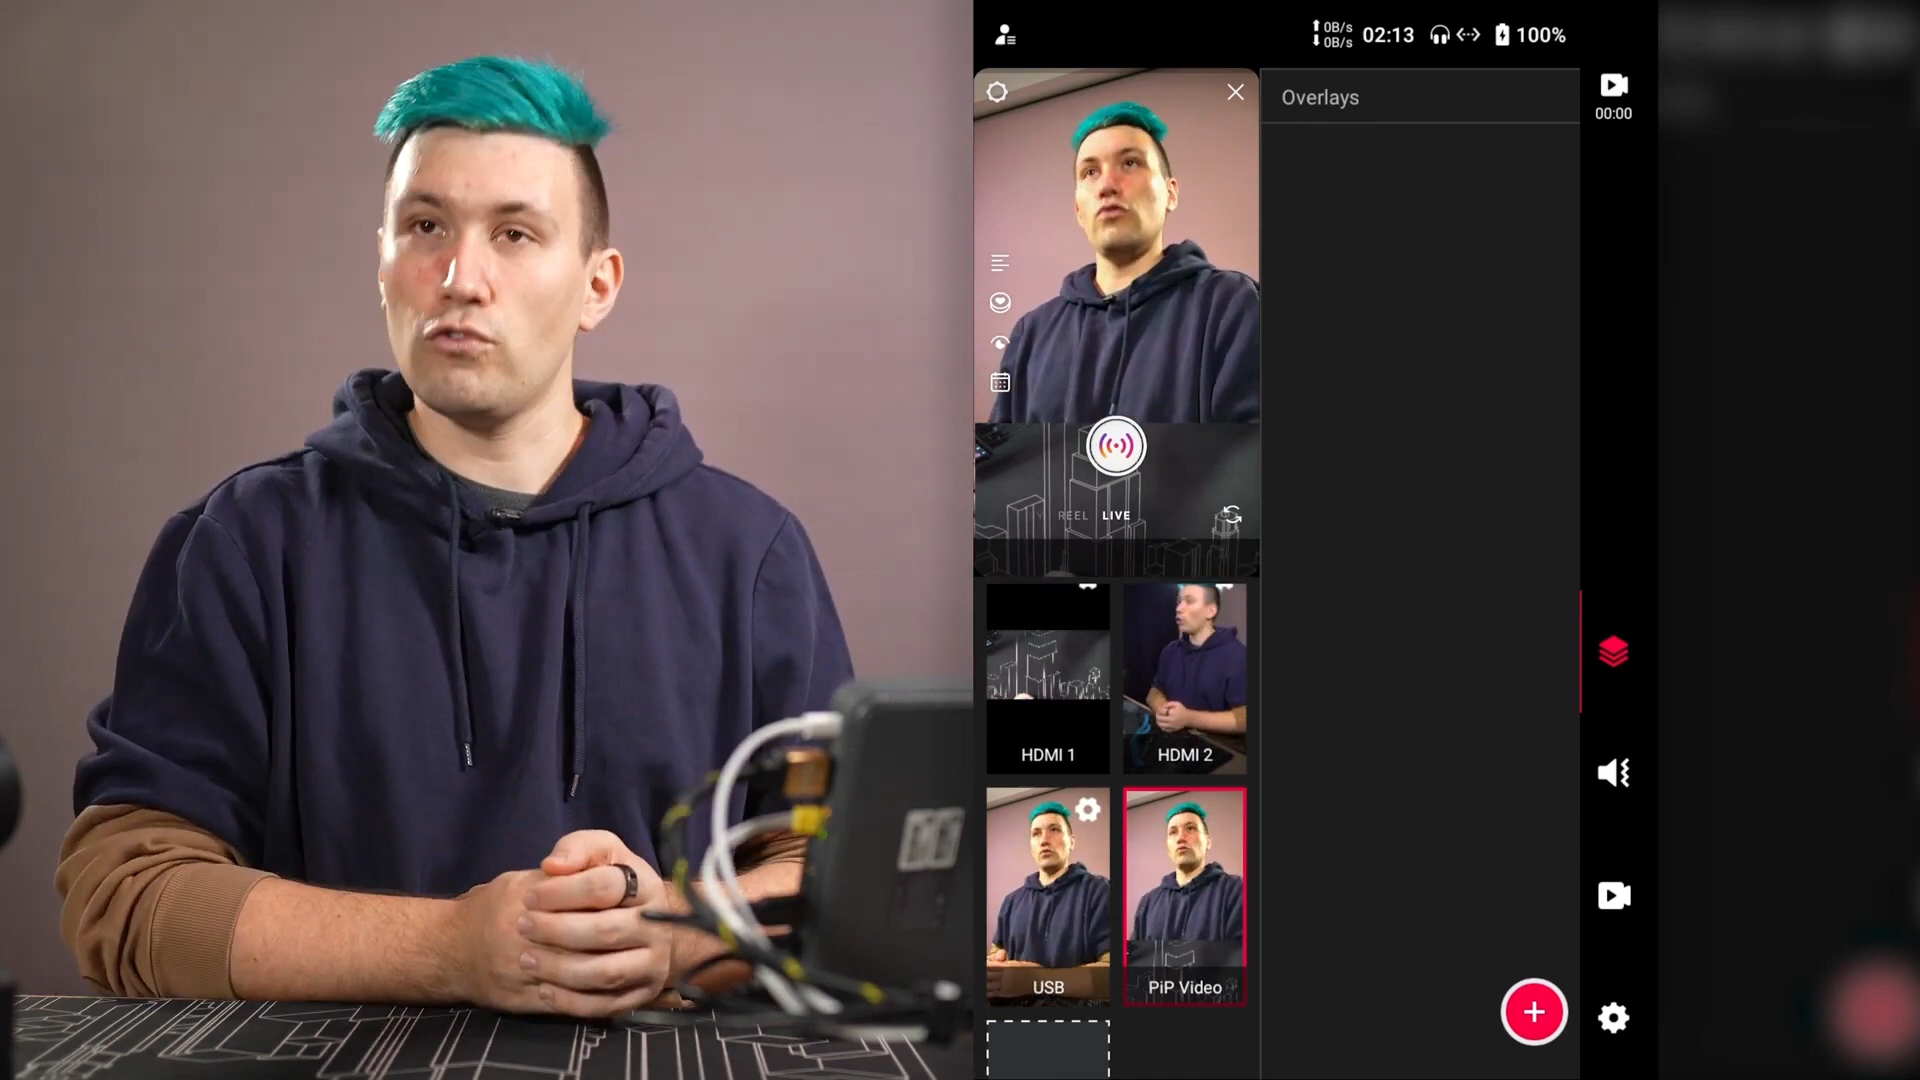 0B/s
0B/s
02:13
100%
Overlays
00:00
REEL LIVE
HDMI 1
HDMI 2
USB
PiP Video